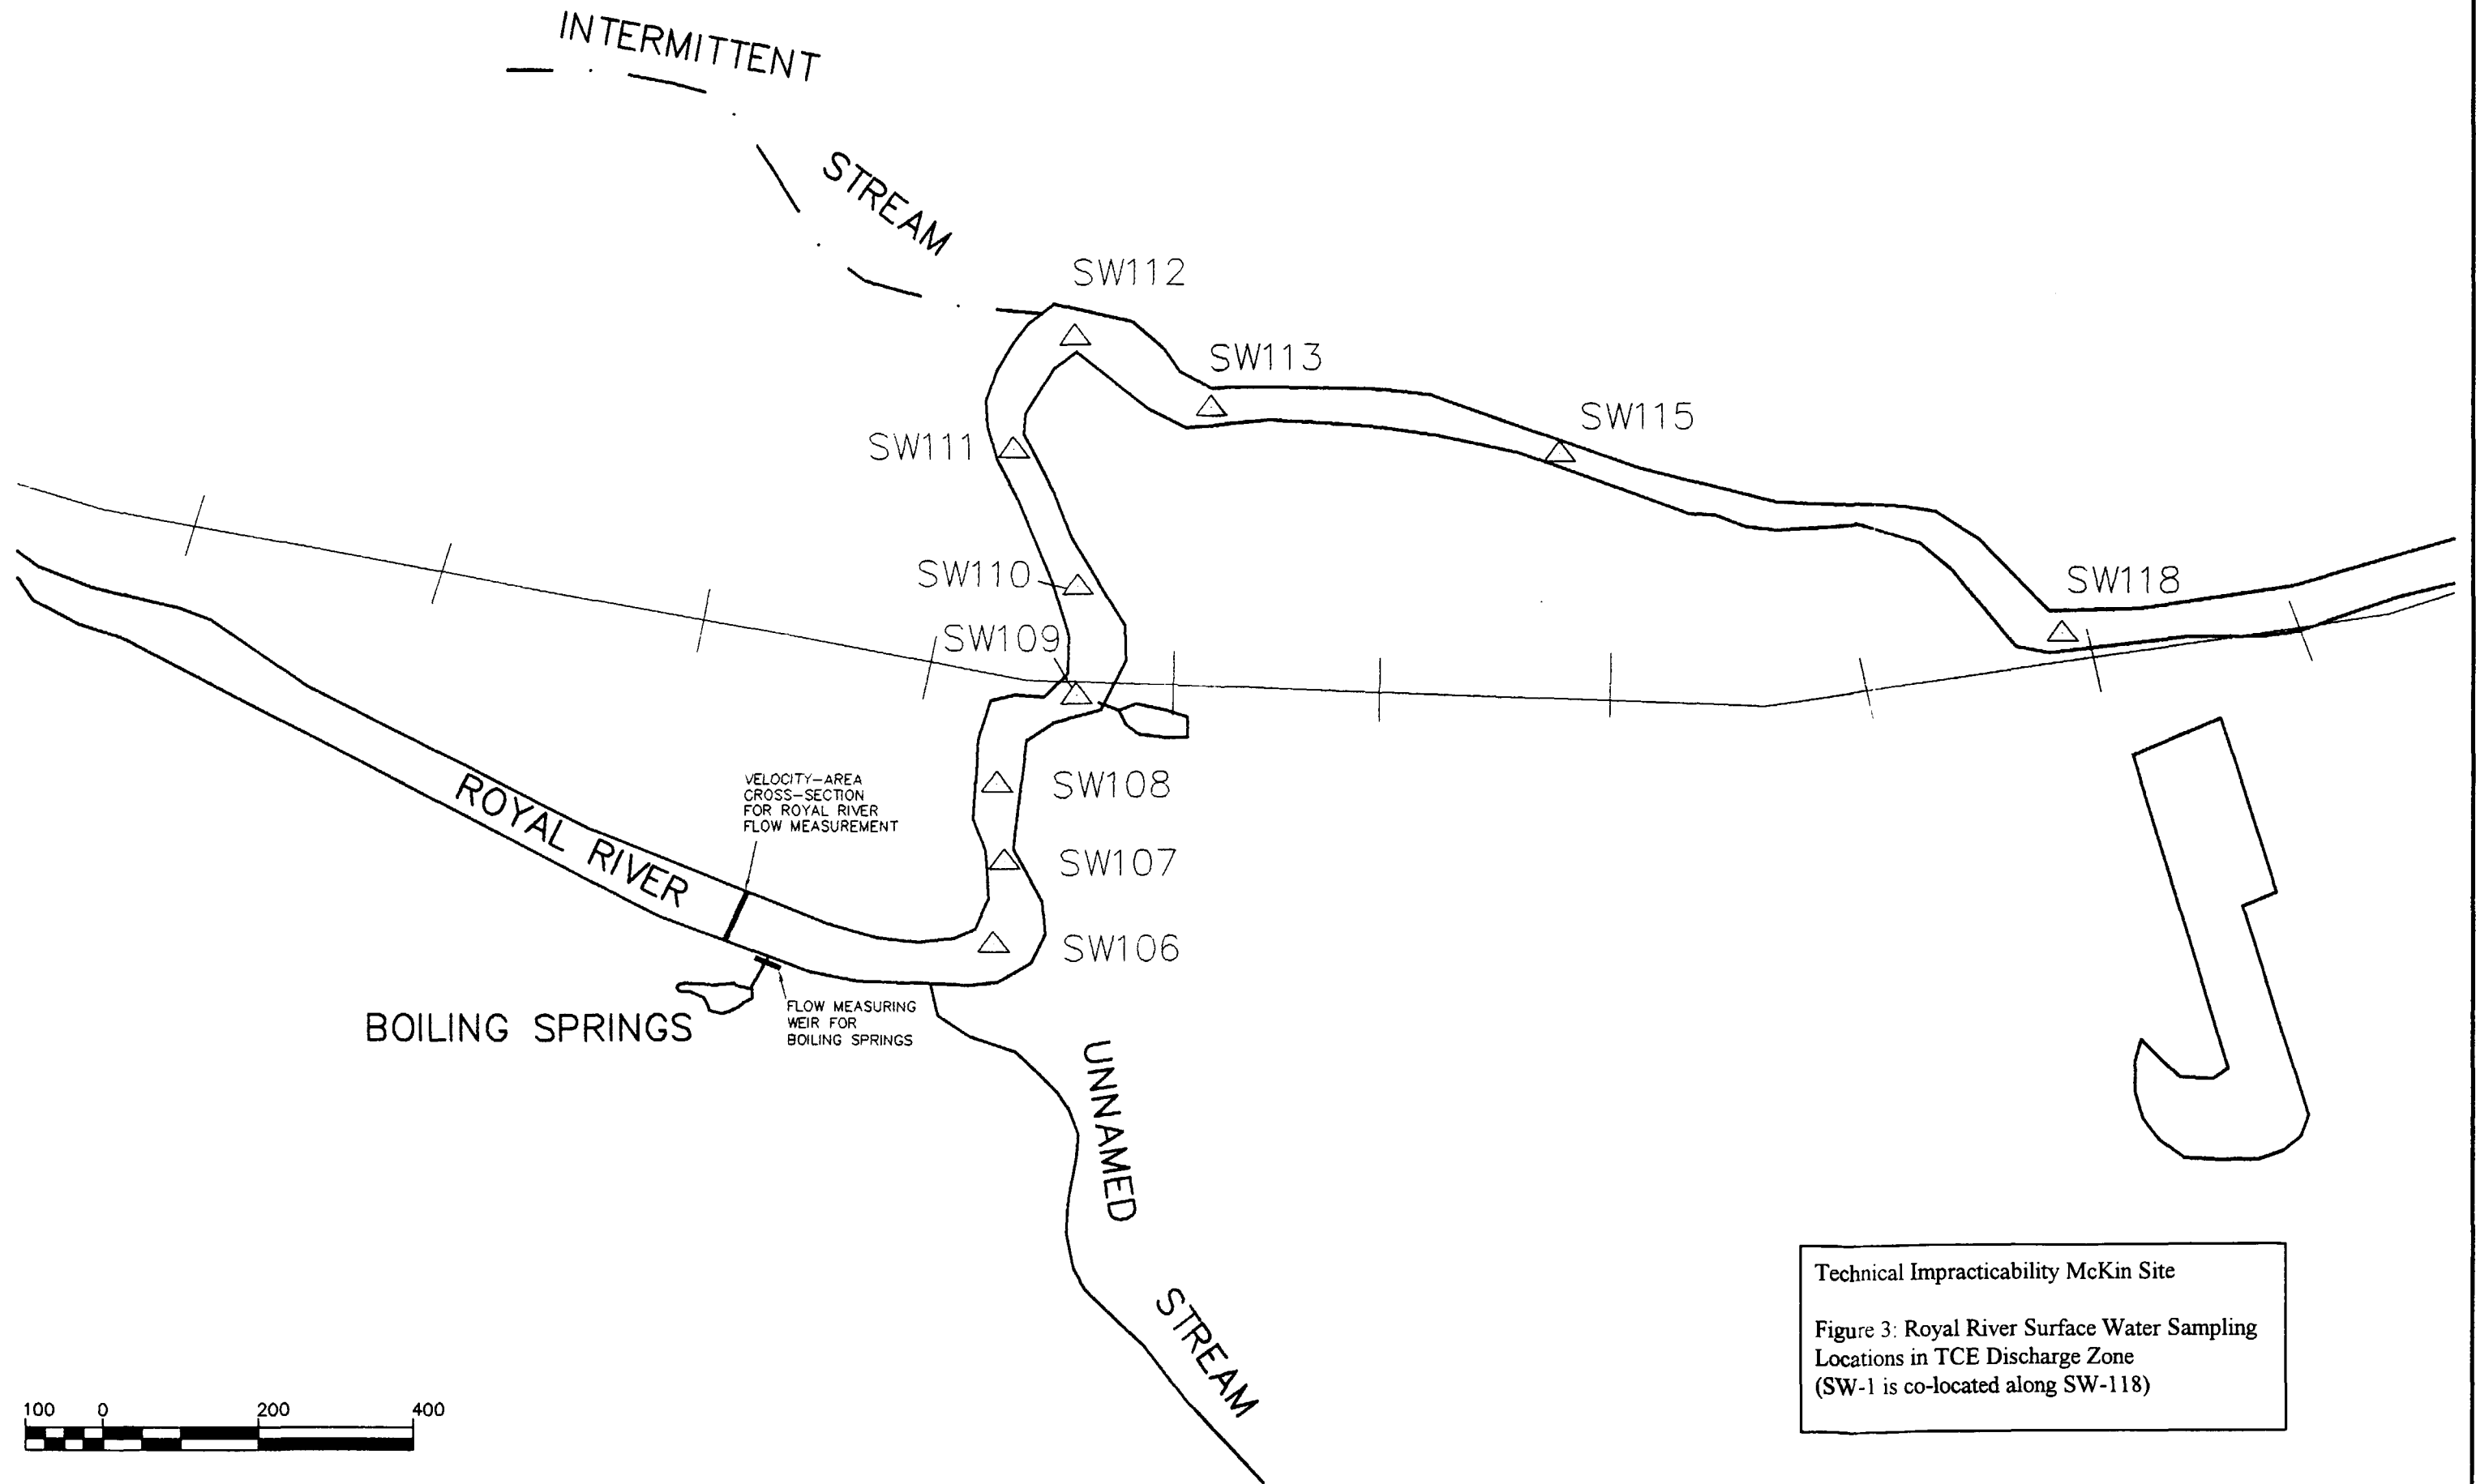 INTERMITTENT
STREAM
SW112
SW113
SW115
SW111
SW110
SW118
SW109
VELOCITY-AREA
CROSS-SECTION
FOR ROYAL RIVER
FLOW MEASUREMENT
SW108
ROYAL RIVER
SW107
SW106
FLOW MEASURING
WEIR FOR
BOILING SPRINGS
BOILING SPRINGS
UNNAMED
STREAM
Technical Impracticability McKin Site
Figure 3: Royal River Surface Water Sampling
Locations in TCE Discharge Zone
(SW-1 is co-located along SW-118)
100 0 200 400